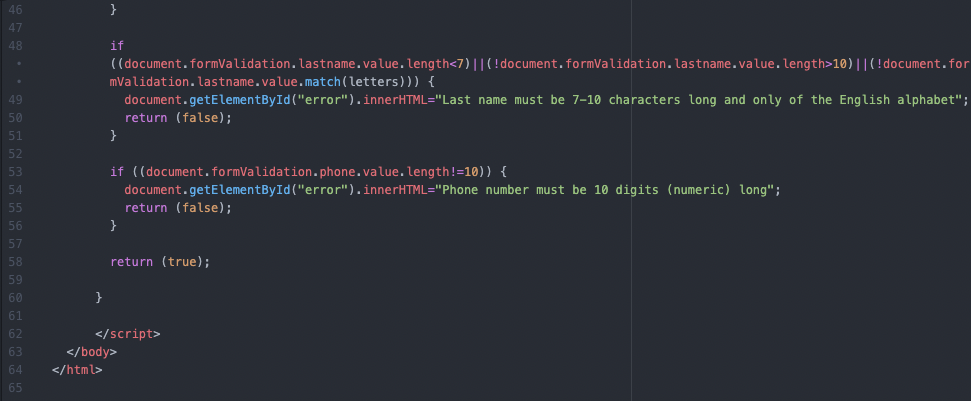 46 }
47
48 if
• ((document.formValidation.lastname.value.length<7)||(!document.formValidation.lastname.value.length>10)||(!document.for
• mValidation.lastname.value.match(letters))) {
49 document.getElementById("error").innerHTML="Last name must be 7-10 characters long and only of the English alphabet";
50 return (false);
51 }
52
53 if ((document.formValidation.phone.value.length!=10)) {
54 document.getElementById("error").innerHTML="Phone number must be 10 digits (numeric) long";
55 return (false);
56 }
57
58 return (true);
59
60 }
61
62 </script>
63 </body>
64 </html>
65